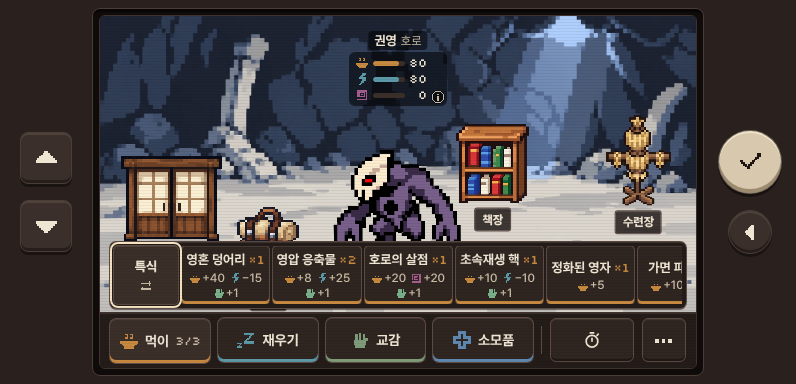 권영 호로
80
80
0
책장
수련장
특식
영혼 덩어리 ×1
+40 -15
+1
영압 응축물 ×2
+8 +25
+1
호로의 살점 ×1
+20 +20
+1
초속재생 핵 ×1
+10 -10
+1
정화된 영자 ×1
+5
가면
+10
먹이 3/3
재우기
교감
소모품